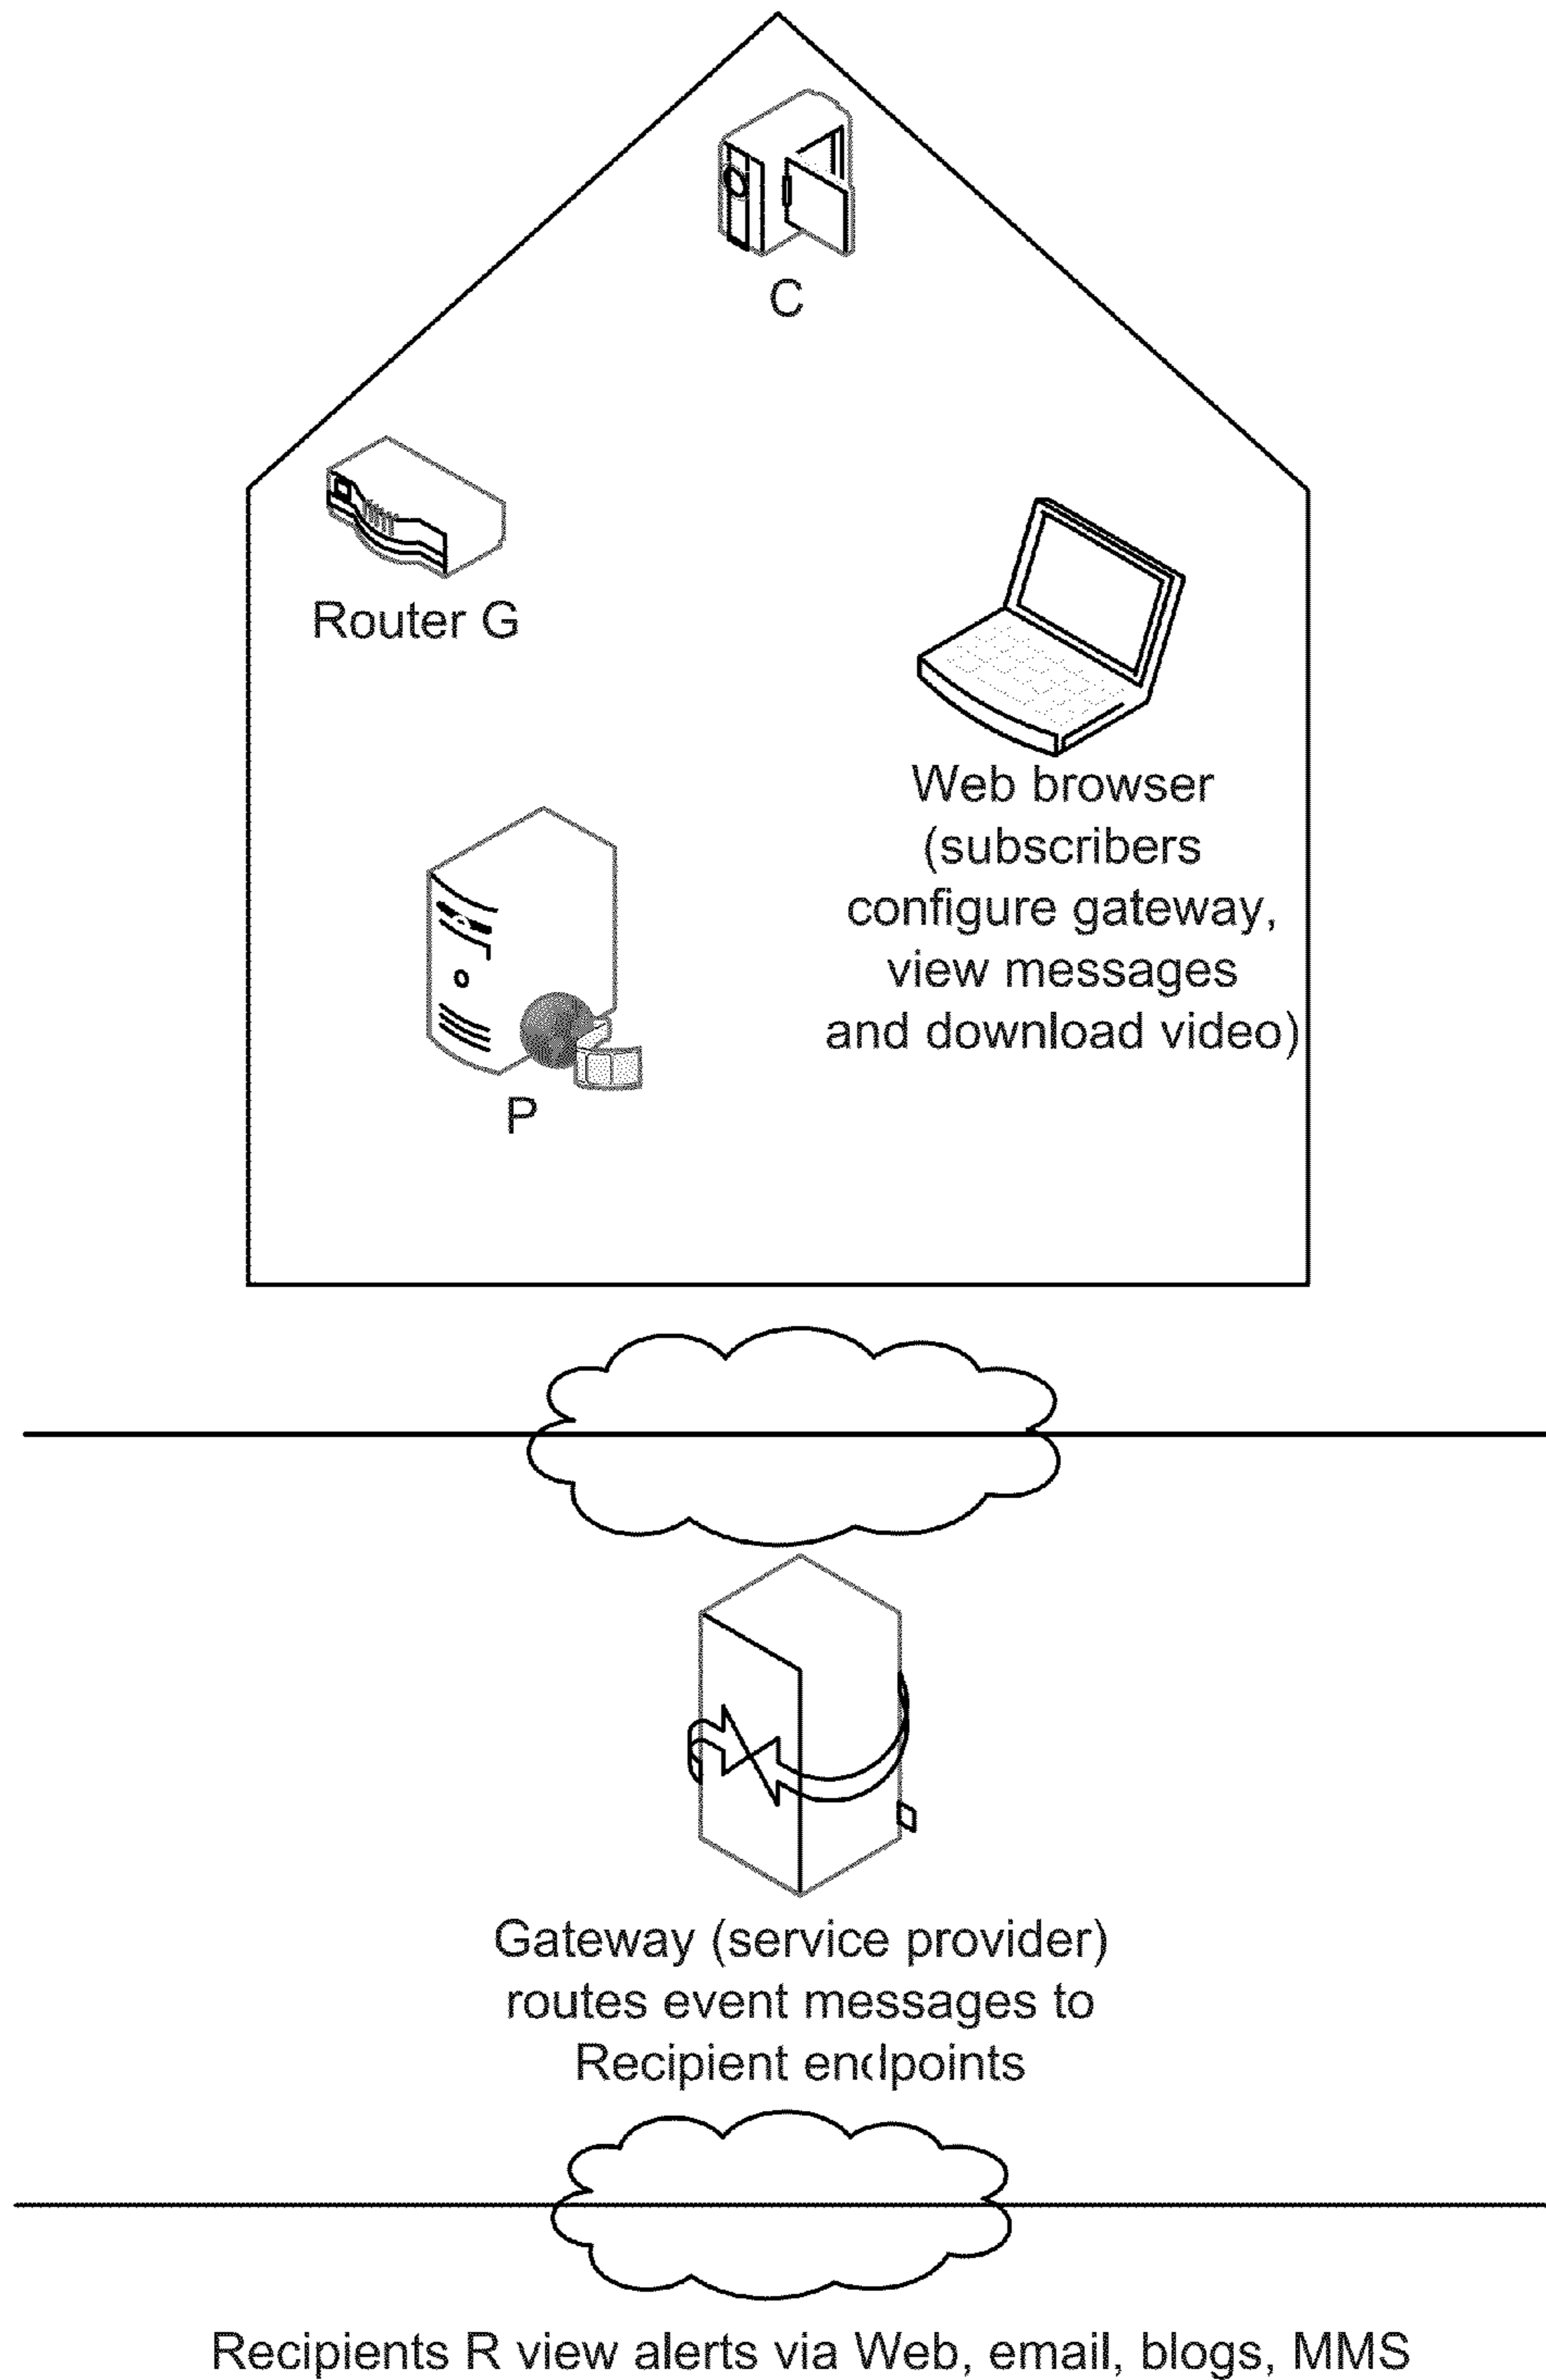 C
Router G
Web browser
(subscribers
configure gateway,
view messages
and download video)
P
Gateway (service provider)
routes event messages to
Recipient endpoints
Recipients R view alerts via Web, email, blogs, MMS